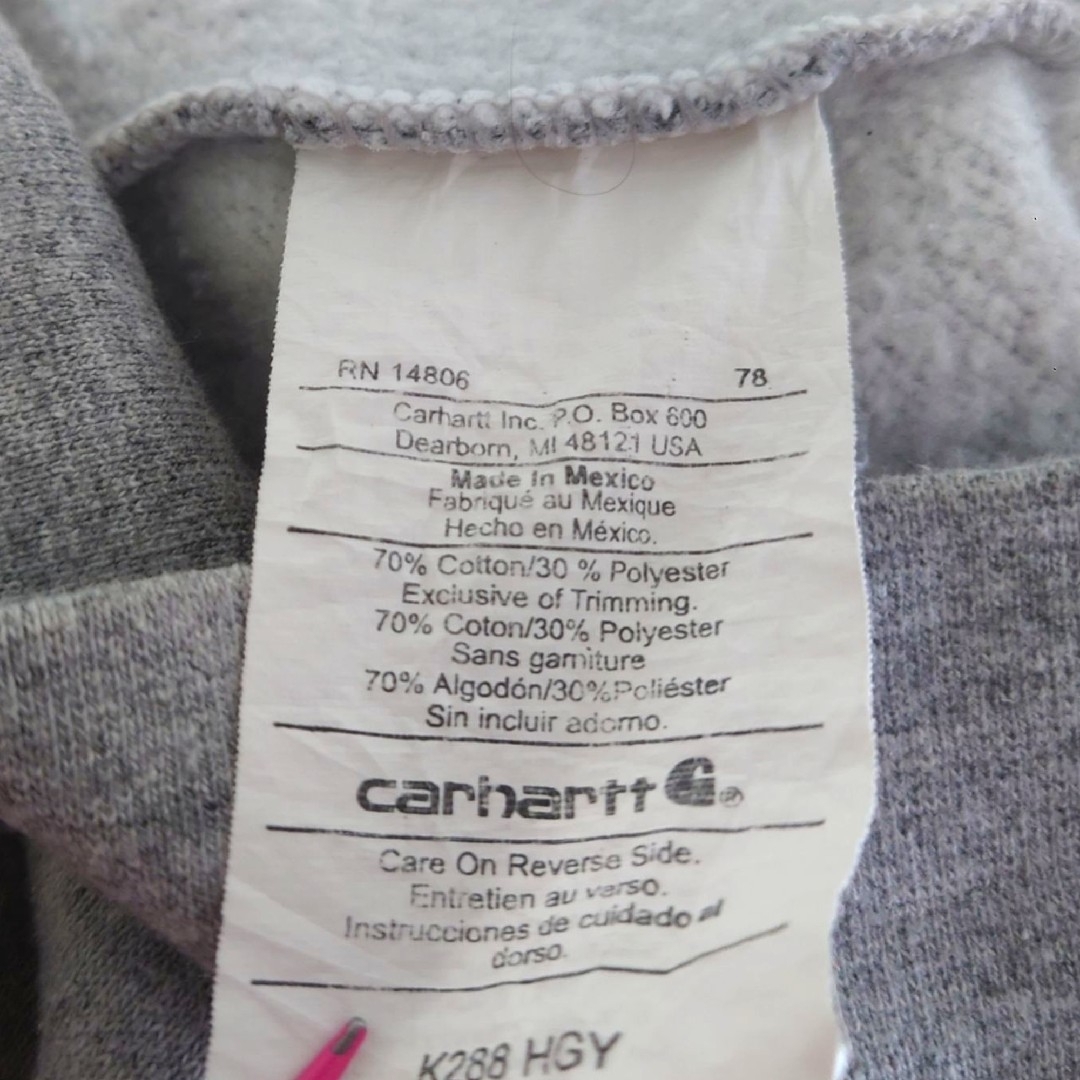 RN 14806 78
Carhartt Inc. P.O. Box 600
Dearborn, MI 48121 USA
Made In Mexico
Fabriqué au Mexique
Hecho en México.
70% Cotton/30 % Polyester
Exclusive of Trimming.
70% Coton/30% Polyester
Sans garniture
70% Algodón/30%Poliéster
Sin incluir adorno.
carhartt ®
Care On Reverse Side.
Entretien au verso.
Instrucciones de cuidado al
dorso.
K288 HGY